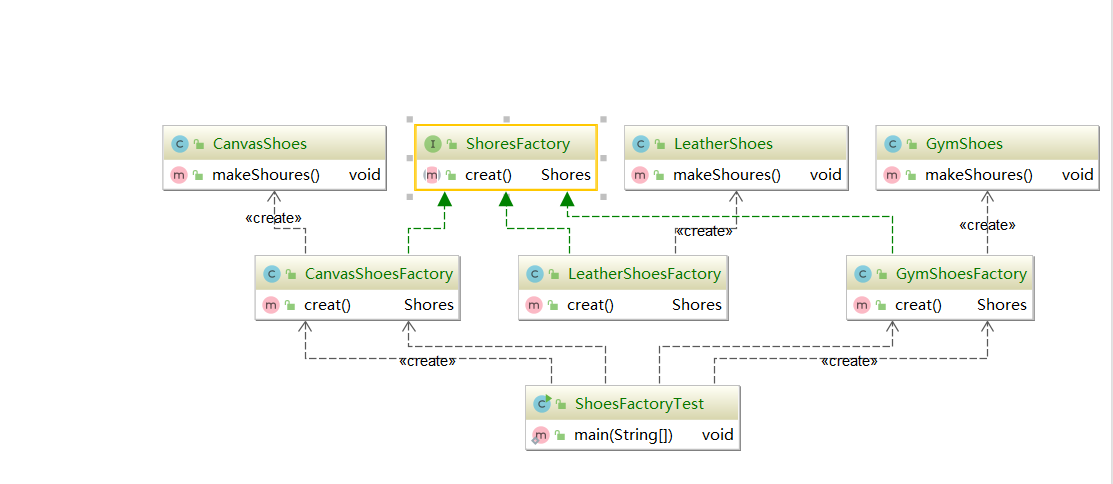 CanvasShoes
makeShoures() void
ShoresFactory
creat() Shores
LeatherShoes
makeShoures() void
GymShoes
makeShoures() void
«create»
«create»
«create»
CanvasShoesFactory
creat() Shores
LeatherShoesFactory
creat() Shores
GymShoesFactory
creat() Shores
«create»
«create»
ShoesFactoryTest
main(String[]) void